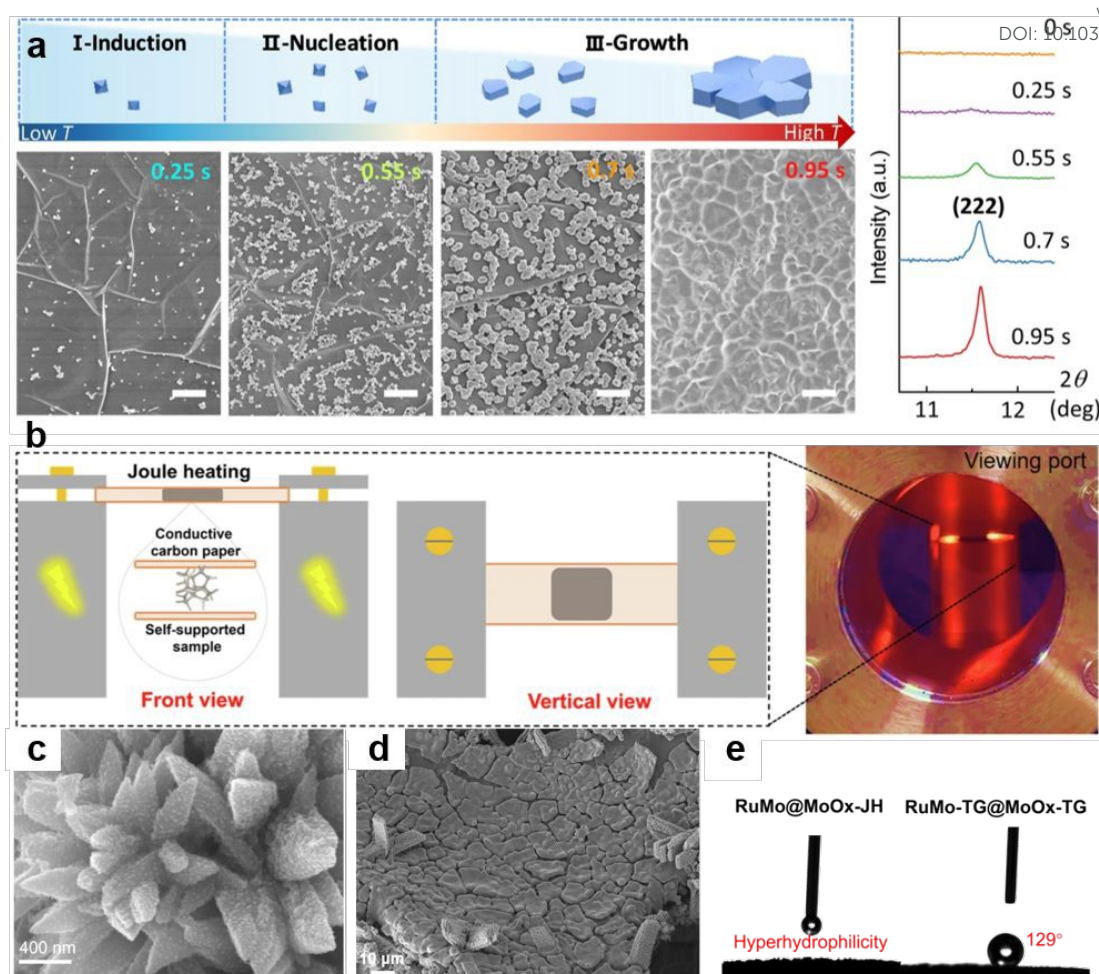 a
I-Induction
II-Nucleation
III-Growth
Low T
High T
0.25 s
0.55 s
0.7 s
0.95 s
DOI: 10.103
0 s
0.25 s
0.55 s
(222)
0.7 s
0.95 s
Intensity (a.u.)
2θ
11
12
(deg)
b
Joule heating
Conductive
carbon paper
Self-supported
sample
Front view
Vertical view
Viewing port
c
400 nm
d
10 μm
e
RuMo@MoOx-JH
RuMo-TG@MoOx-TG
Hyperhydrophilicity
129°